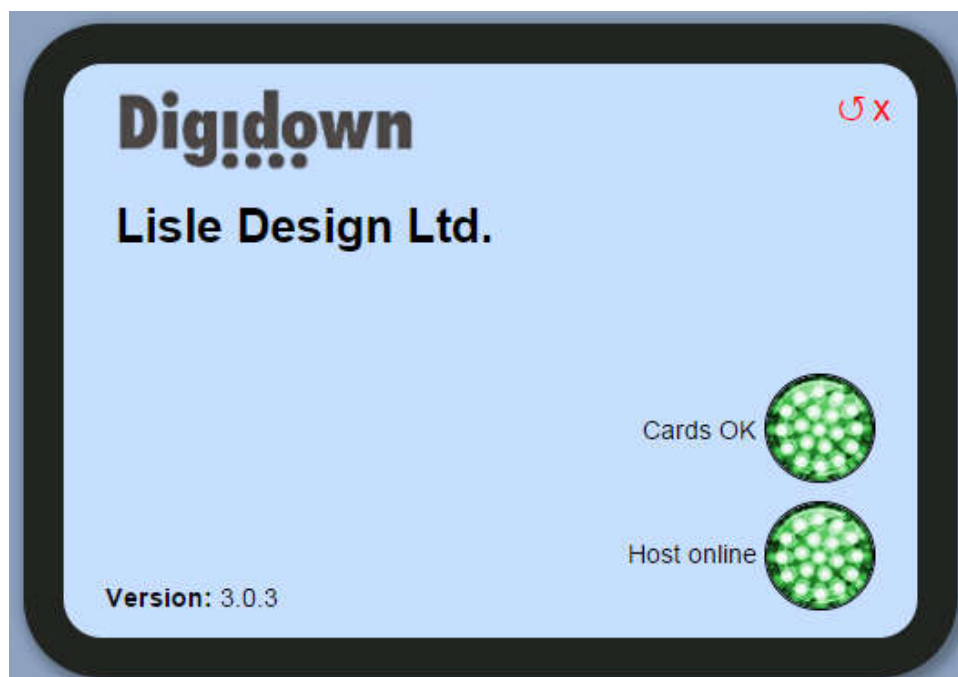 Digidown
↺ X
Lisle Design Ltd.
Cards OK
Host online
Version: 3.0.3